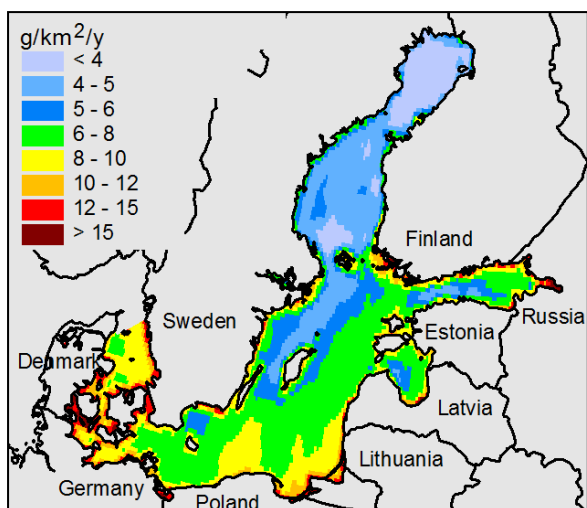 g/km²/y
< 4
4 - 5
5 - 6
6 - 8
8 - 10
10 - 12
12 - 15
> 15
Finland
Sweden
Russia
Estonia
Denmark
Latvia
Lithuania
Germany
Poland